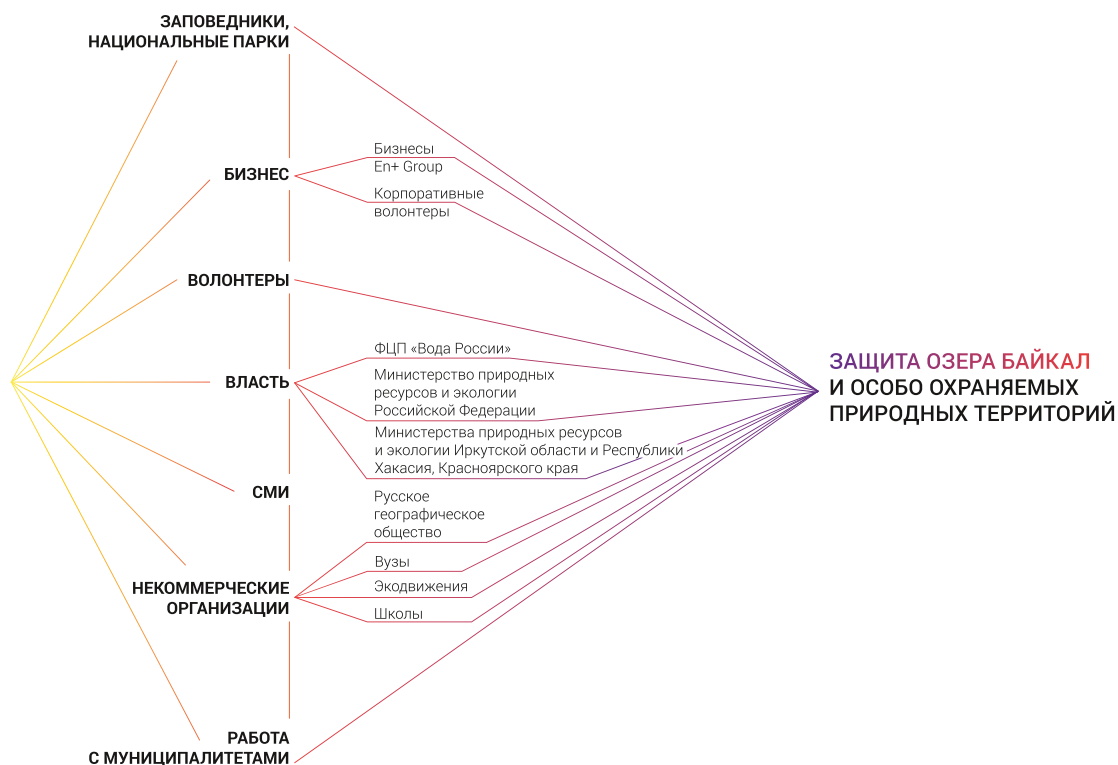 ЗАПОВЕДНИКИ,
НАЦИОНАЛЬНЫЕ ПАРКИ
БИЗНЕС
Бизнесы
En+ Group
Корпоративные
волонтеры
ВОЛОНТЕРЫ
ВЛАСТЬ
ФЦП «Вода России»
Министерство природных
ресурсов и экологии
Российской Федерации
Министерства природных ресурсов
и экологии Иркутской области и Республики
Хакасия, Красноярского края
СМИ
НЕКОММЕРЧЕСКИЕ
ОРГАНИЗАЦИИ
Русское
географическое
общество
Вузы
Экодвижения
Школы
РАБОТА
С МУНИЦИПАЛИТЕТАМИ
ЗАЩИТА ОЗЕРА БАЙКАЛ
И ОСОБО ОХРАНЯЕМЫХ
ПРИРОДНЫХ ТЕРРИТОРИЙ